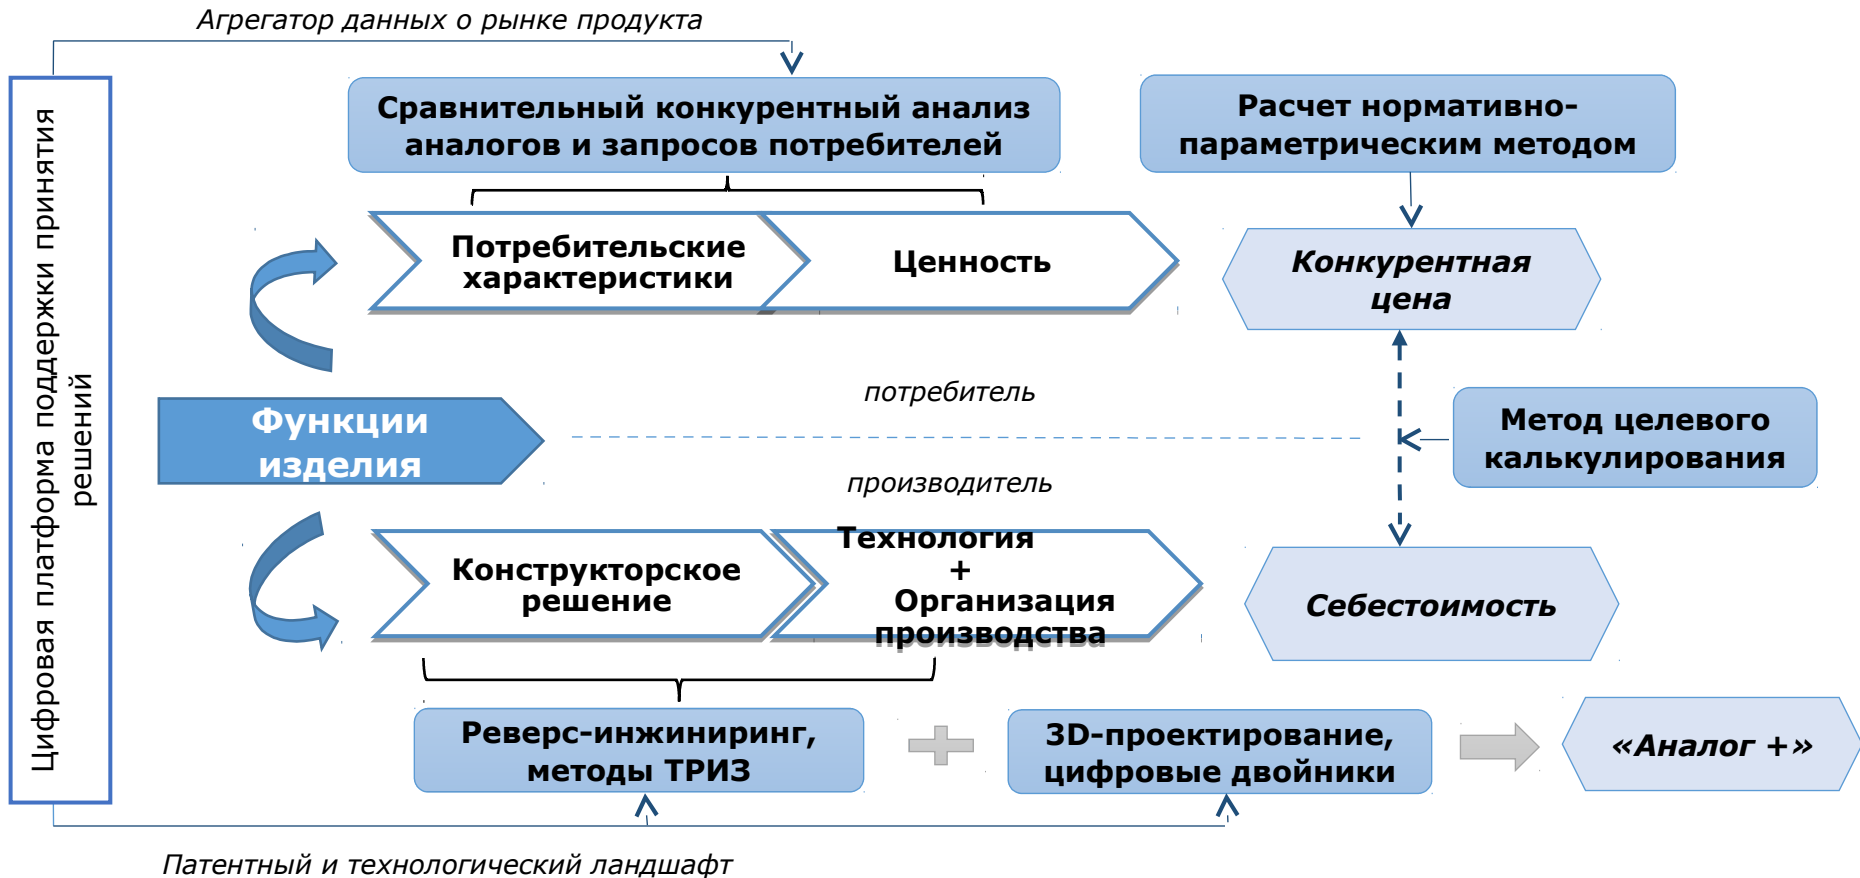 Агрегатор данных о рынке продукта
Цифровая платформа поддержки принятия
решений
Сравнительный конкурентный анализ
аналогов и запросов потребителей
Расчет нормативно-
параметрическим методом
Потребительские
характеристики
Ценность
Конкурентная
цена
потребитель
Функции
изделия
Метод целевого
калькулирования
производитель
Конструкторское
решение
Технология
+
Организация
производства
Себестоимость
Реверс-инжиниринг,
методы ТРИЗ
3D-проектирование,
цифровые двойники
«Аналог +»
Патентный и технологический ландшафт